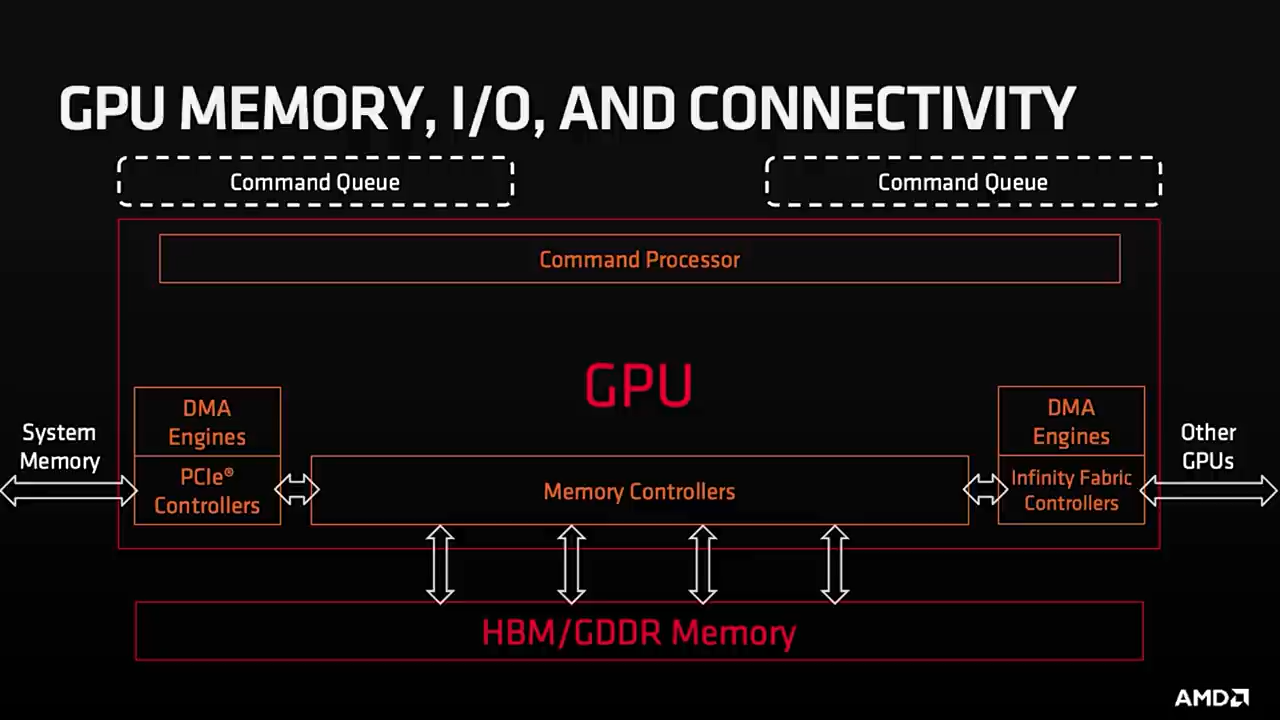 GPU MEMORY, I/O, AND CONNECTIVITY
Command Queue
Command Queue
Command Processor
GPU
DMA
Engines
DMA
Engines
System
Memory
Other
GPUs
PCIe®
Controllers
Memory Controllers
Infinity Fabric
Controllers
HBM/GDDR Memory
AMD